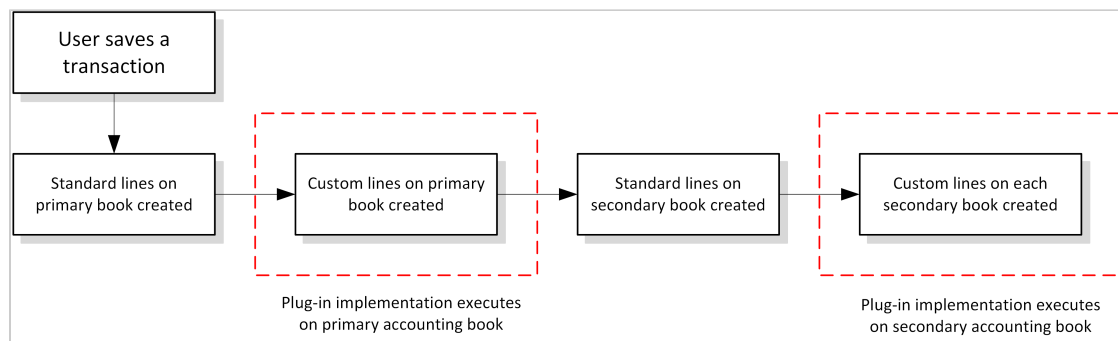 User saves a
transaction
Standard lines on
primary book created
Custom lines on primary
book created
Standard lines on
secondary book created
Custom lines on each
secondary book created
Plug-in implementation executes
on primary accounting book
Plug-in implementation executes
on secondary accounting book